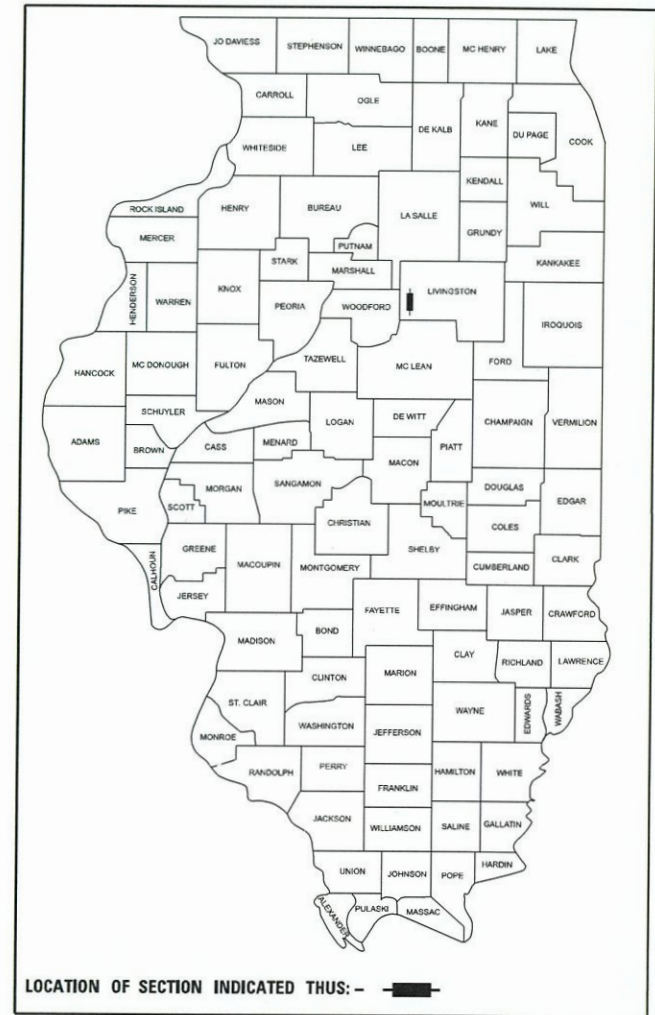 JO DAVIESS
STEPHENSON
WINNEBAGO
BOONE
MC HENRY
LAKE
CARROLL
OGLE
DE KALB
KANE
DU PAGE
COOK
WHITESIDE
LEE
KENDALL
WILL
ROCK ISLAND
HENRY
BUREAU
LA SALLE
GRUNDY
MERCER
PUTNAM
KANKAKEE
STARK
MARSHALL
HENDERSON
WARREN
KNOX
PEORIA
WOODFORD
LIVINGSTON
IROQUOIS
HANCOCK
MC DONOUGH
FULTON
TAZEWELL
MC LEAN
FORD
SCHUYLER
MASON
LOGAN
DE WITT
CHAMPAIGN
VERMILION
ADAMS
BROWN
CASS
MENARD
MACON
PIATT
PIKE
SCOTT
MORGAN
SANGAMON
CHRISTIAN
MOULTRIE
DOUGLAS
EDGAR
COLES
CALHOUN
GREENE
MACOUPIN
MONTGOMERY
SHELBY
CUMBERLAND
CLARK
JERSEY
FAYETTE
EFFINGHAM
JASPER
CRAWFORD
MADISON
BOND
CLAY
RICHLAND
LAWRENCE
CLINTON
MARION
ST. CLAIR
WAYNE
EDWARDS
WABASH
MONROE
WASHINGTON
JEFFERSON
RANDOLPH
PERRY
HAMILTON
WHITE
FRANKLIN
JACKSON
WILLIAMSON
SALINE
GALLATIN
UNION
JOHNSON
POPE
HARDIN
ALEXANDER
PULASKI
MASSAC
LOCATION OF SECTION INDICATED THUS: -